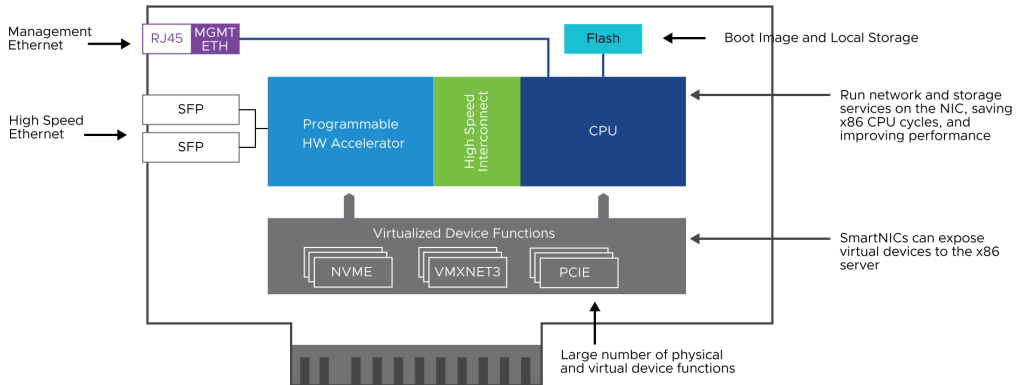 Management
Ethernet
RJ45
MGMT
ETH
Flash
Boot Image and Local Storage
High Speed
Ethernet
SFP
SFP
Programmable
HW Accelerator
High Speed
Interconnect
CPU
Run network and storage
services on the NIC, saving
x86 CPU cycles, and
improving performance
Virtualized Device Functions
NVME
VMXNET3
PCIE
SmartNICs can expose
virtual devices to the x86
server
Large number of physical
and virtual device functions